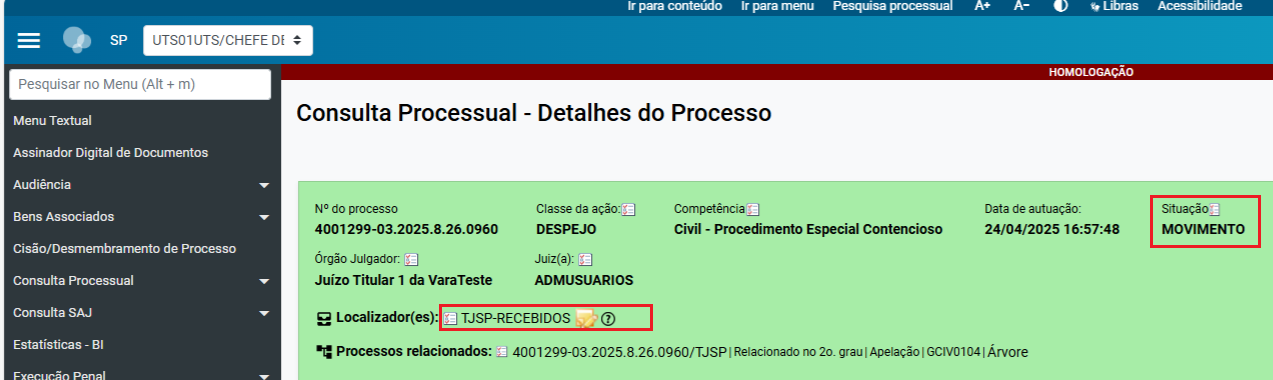 Ir para conteúdo Ir para menu Pesquisa processual A+ A− Libras Acessibilidade
SP UTS01UTS/CHEFE DE
Pesquisar no Menu (Alt + m)
HOMOLOGAÇÃO
Menu Textual
Assinador Digital de Documentos
Audiência
Bens Associados
Cisão/Desmembramento de Processo
Consulta Processual
Consulta SAJ
Estatísticas - BI
Execução Penal
Consulta Processual - Detalhes do Processo
Nº do processo Classe da ação: Competência Data de autuação: Situação
4001299-03.2025.8.26.0960 DESPEJO Civil - Procedimento Especial Contencioso 24/04/2025 16:57:48 MOVIMENTO
Órgão Julgador: Juiz(a):
Juízo Titular 1 da VaraTeste ADMUSUARIOS
Localizador(es): TJSP-RECEBIDOS ?
Processos relacionados: 4001299-03.2025.8.26.0960/TJSP|Relacionado no 2o. grau|Apelação|GCIV0104|Árvore